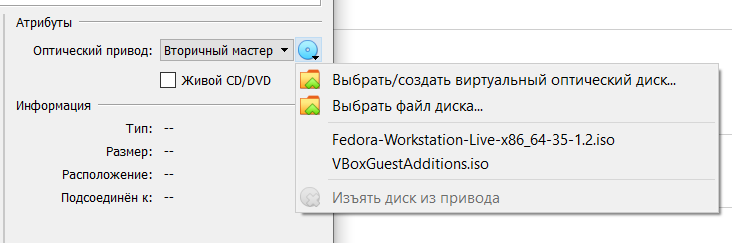 Атрибуты
Оптический привод: Вторичный мастер
Живой CD/DVD
Информация
Тип: --
Размер: --
Расположение: --
Подсоединён к: --
Выбрать/создать виртуальный оптический диск...
Выбрать файл диска...
Fedora-Workstation-Live-x86_64-35-1.2.iso
VBoxGuestAdditions.iso
Изъять диск из привода